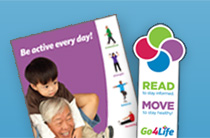 Be active every day!
READ
to stay informed.
MOVE
to stay healthy!
Go4Life